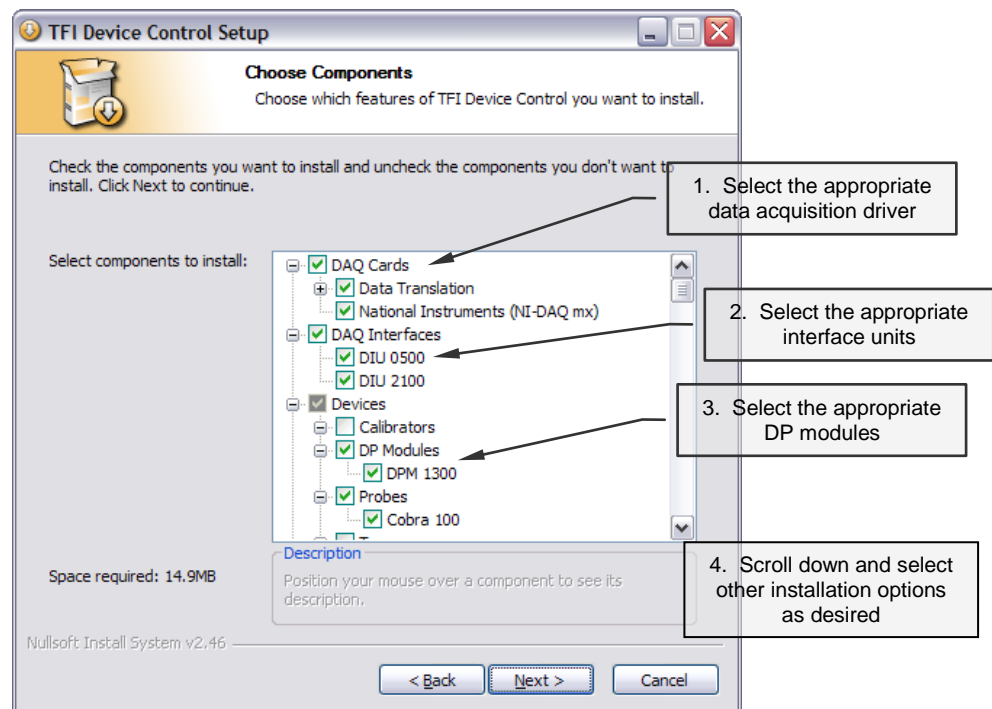 TFI Device Control Setup
Choose Components
Choose which features of TFI Device Control you want to install.
Check the components you want to install and uncheck the components you don't want to
install. Click Next to continue.
1. Select the appropriate
data acquisition driver
Select components to install:
DAQ Cards
Data Translation
National Instruments (NI-DAQ mx)
DAQ Interfaces
DIU 0500
DIU 2100
2. Select the appropriate
interface units
Devices
Calibrators
DP Modules
DPM 1300
3. Select the appropriate
DP modules
Probes
Cobra 100
Space required: 14.9MB
Description
Position your mouse over a component to see its
description.
4. Scroll down and select
other installation options
as desired
Nullsoft Install System v2.46
< Back
Next >
Cancel